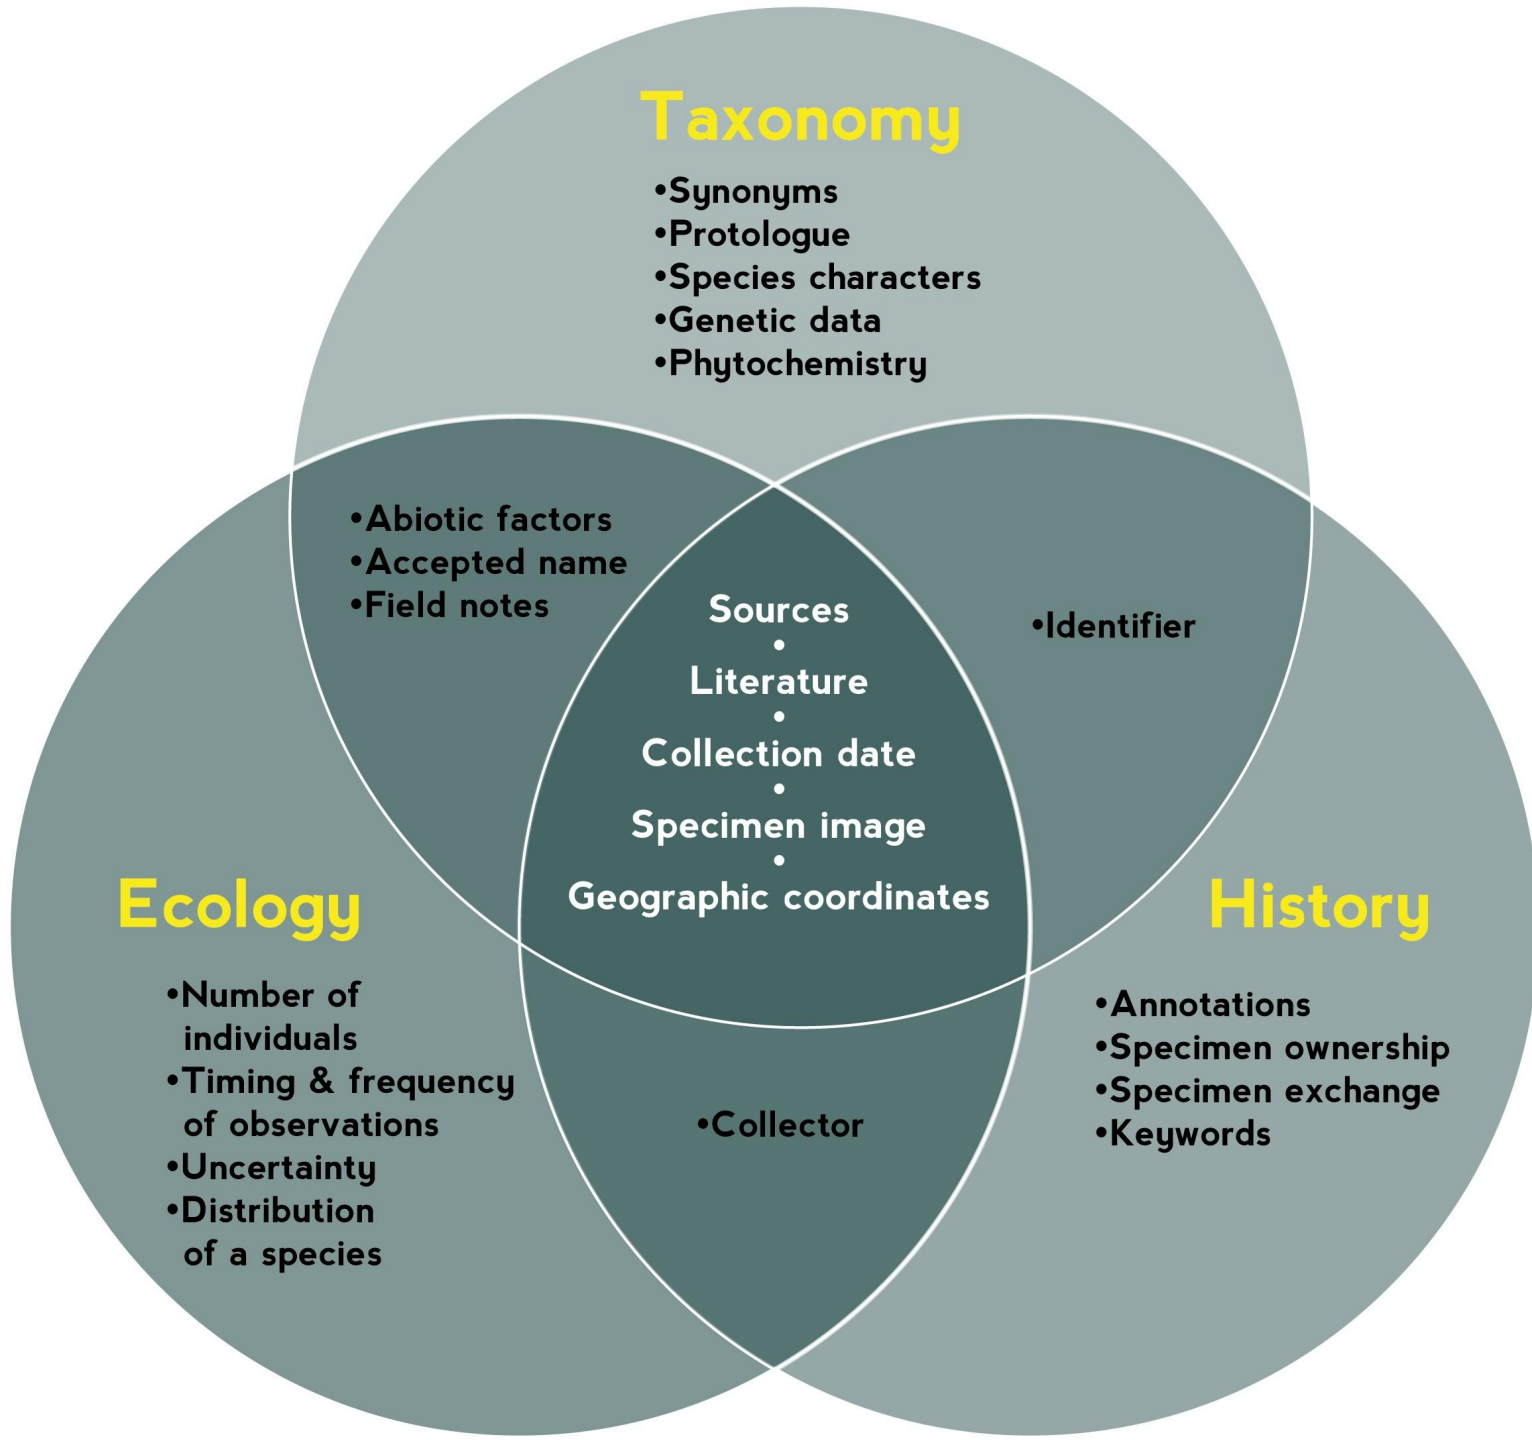 Taxonomy
•Synonyms
•Protologue
•Species characters
•Genetic data
•Phytochemistry
•Abiotic factors
•Accepted name
•Field notes
Sources
•
Literature
•
Collection date
•
Specimen image
•
Geographic coordinates
•Identifier
Ecology
•Number of
individuals
•Timing & frequency
of observations
•Uncertainty
•Distribution
of a species
•Collector
History
•Annotations
•Specimen ownership
•Specimen exchange
•Keywords